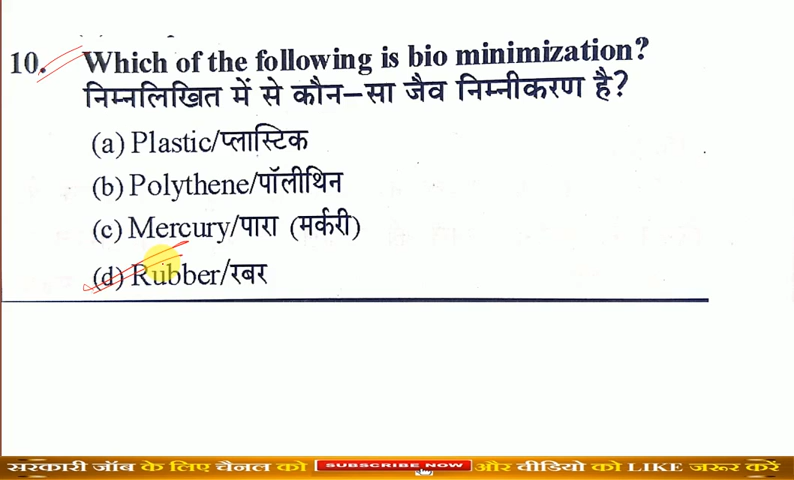 10. Which of the following is bio minimization?
निम्नलिखित में से कौन-सा जैव निम्नीकरण है?
(a) Plastic/प्लास्टिक
(b) Polythene/पॉलीथिन
(c) Mercury/पारा (मर्करी)
(d) Rubber/रबर
सरकारी जॉब के लिए चैनल को SUBSCRIBE NOW और वीडियो को LIKE जरूर करें